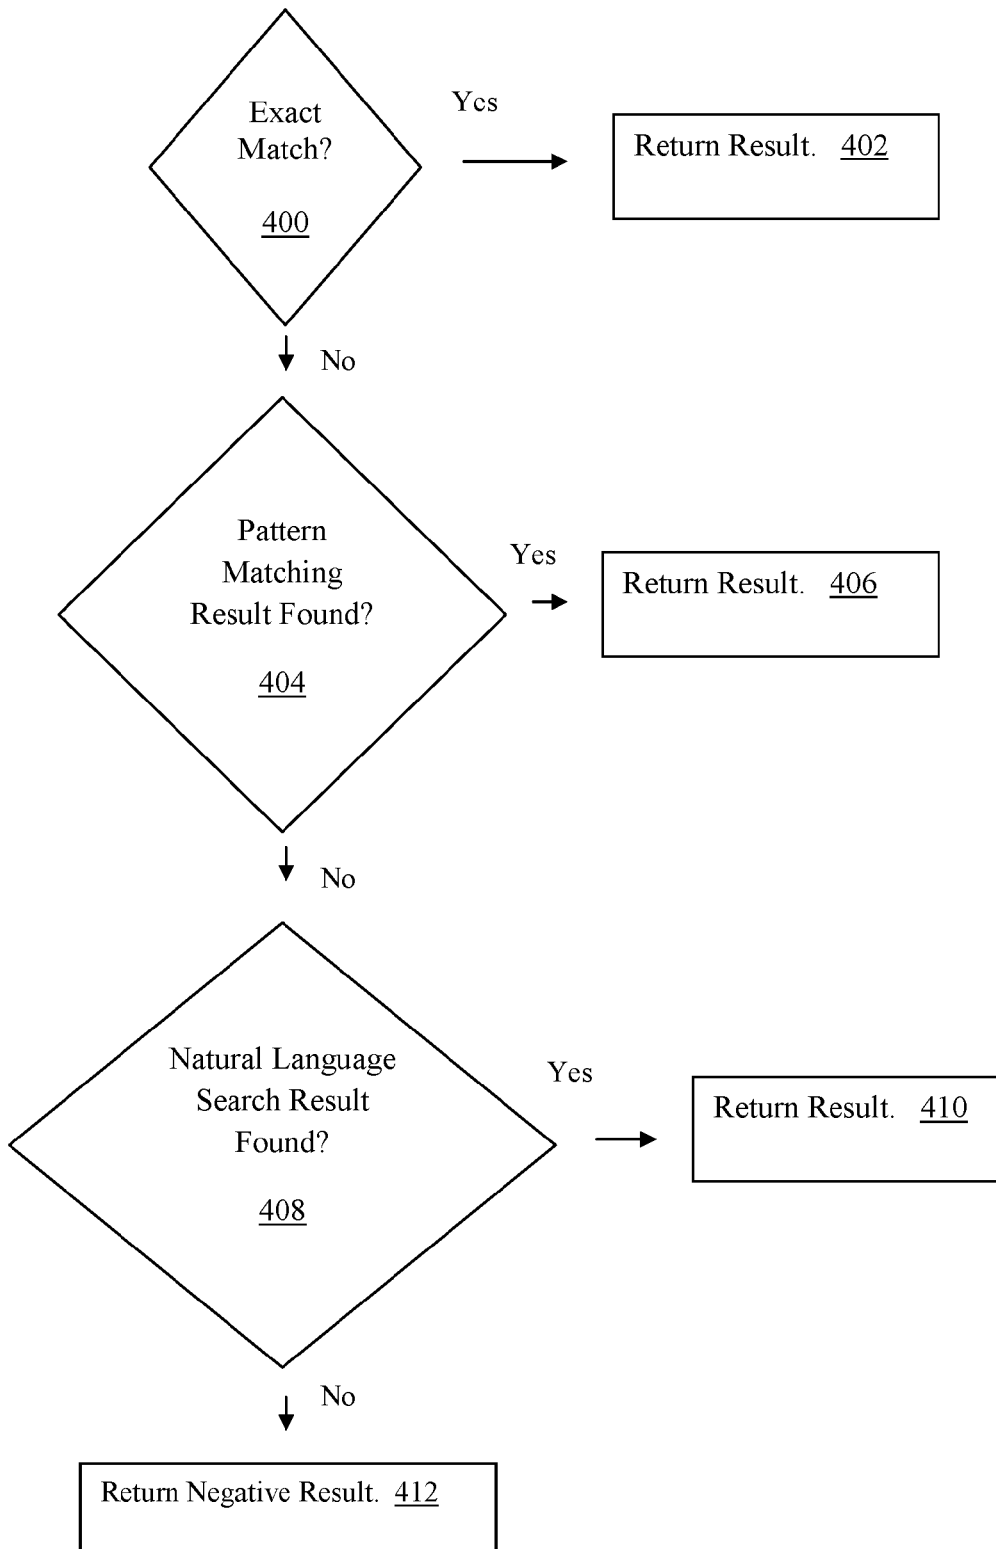 Exact
Match?
400
Yes
Return Result. 402
No
Pattern
Matching
Result Found?
404
Yes
Return Result. 406
No
Natural Language
Search Result
Found?
408
Yes
Return Result. 410
No
Return Negative Result. 412